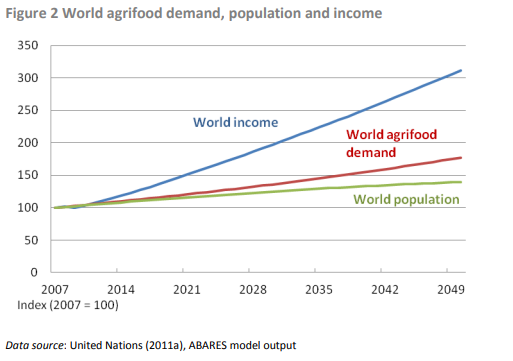 Figure 2 World agrifood demand, population and income
350
300
250
200
150
100
50
0
World income
World agrifood
demand
World population
2007 2014 2021 2028 2035 2042 2049
Index (2007 = 100)
Data source: United Nations (2011a), ABARES model output